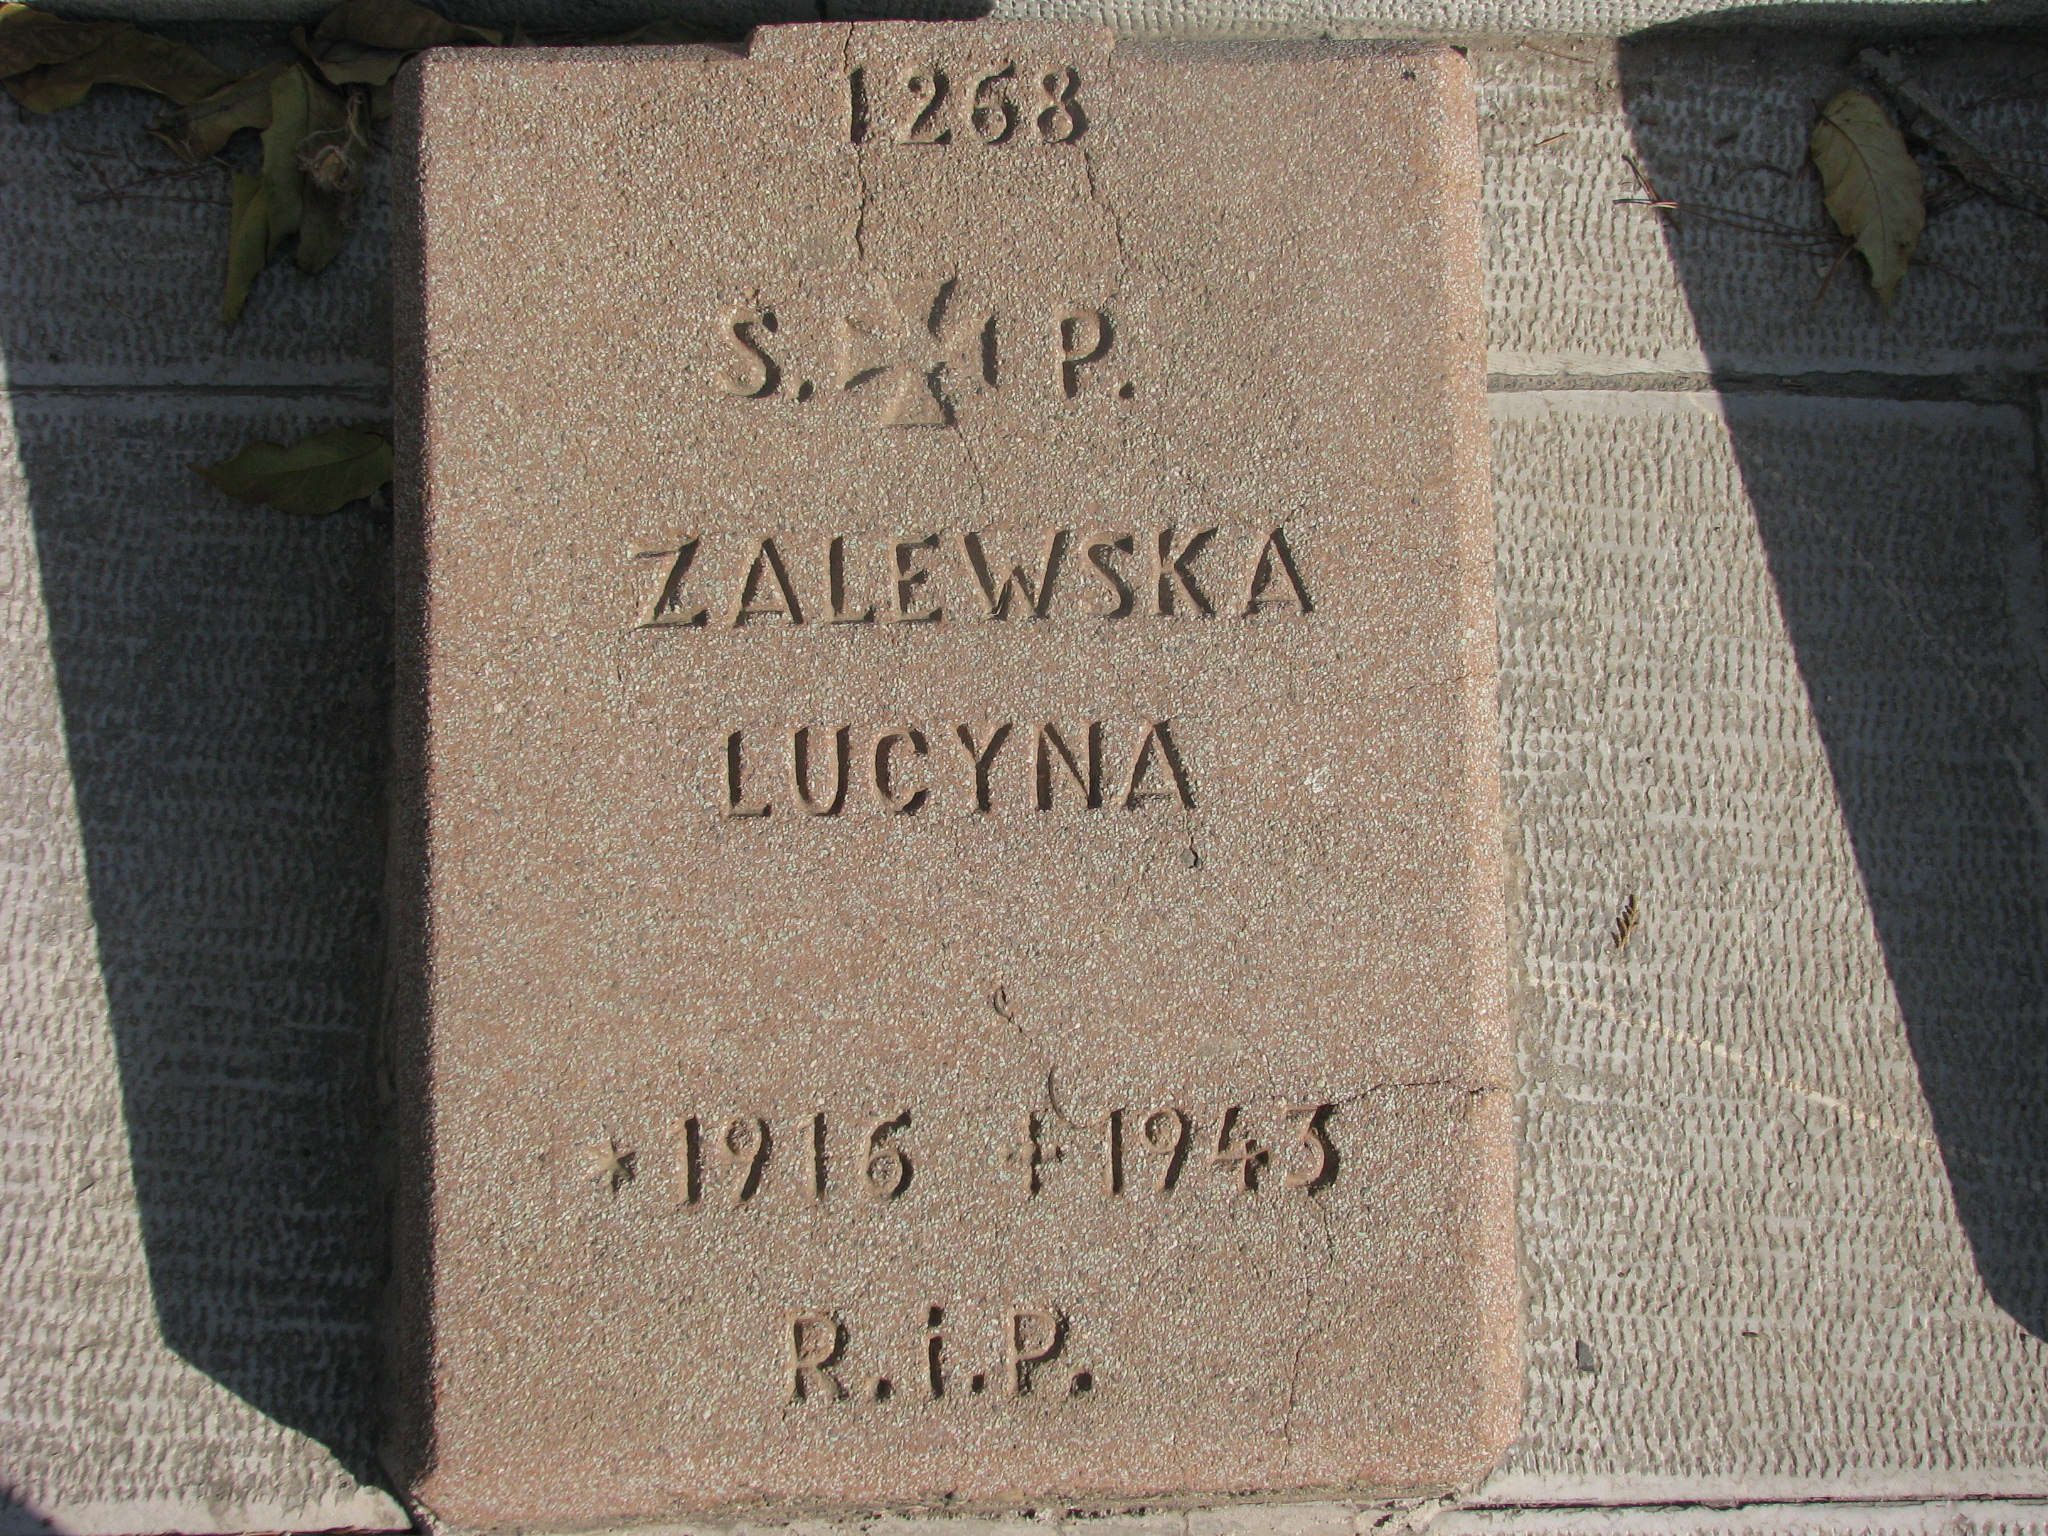 1268
S. ✠ P.
ZALEWSKA
LUCYNA
* 1916 + 1943
R.i.P.